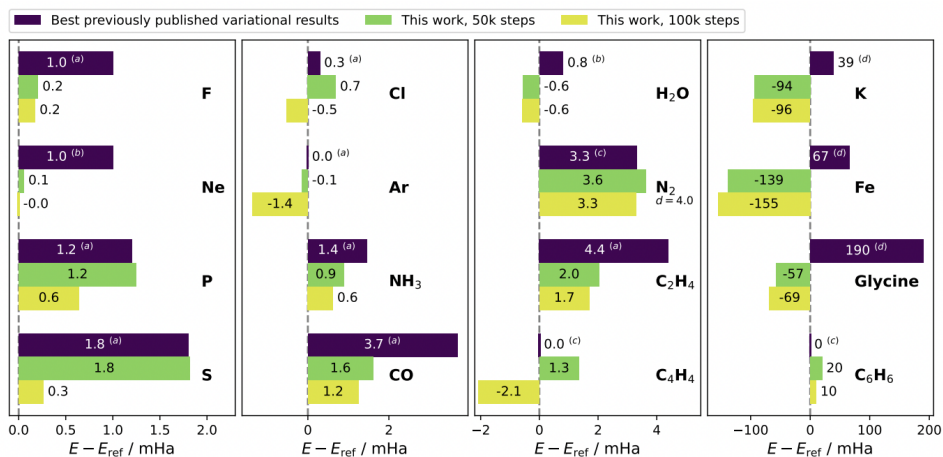 Best previously published variational results
This work, 50k steps
This work, 100k steps
1.0 (a)
0.2
0.2
F
1.0 (b)
0.1
-0.0
Ne
1.2 (a)
1.2
0.6
P
1.8 (a)
1.8
0.3
S
0.0 0.5 1.0 1.5 2.0
E − Eref / mHa
0.3 (a)
0.7
-0.5
Cl
0.0 (a)
-0.1
-1.4
Ar
1.4 (a)
0.9
0.6
NH3
3.7 (a)
1.6
1.2
CO
0 2
E − Eref / mHa
0.8 (b)
-0.6
-0.6
H2O
3.3 (c)
3.6
3.3
N2
d = 4.0
4.4 (a)
2.0
1.7
C2H4
0.0 (c)
1.3
-2.1
C4H4
−2 0 2 4
E − Eref / mHa
39 (d)
-94
-96
K
67 (d)
-139
-155
Fe
190 (d)
-57
-69
Glycine
0 (c)
20
10
C6H6
−100 0 100 200
E − Eref / mHa